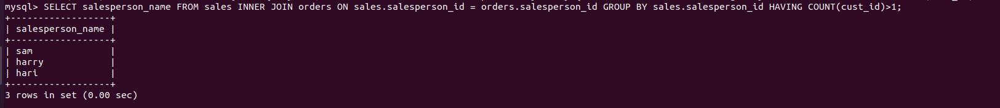 mysql> SELECT salesperson_name FROM sales INNER JOIN orders ON sales.salesperson_id = orders.salesperson_id GROUP BY sales.salesperson_id HAVING COUNT(cust_id)>1;
+------------------+
| salesperson_name |
+------------------+
| sam              |
| harry            |
| hari             |
+------------------+
3 rows in set (0.00 sec)